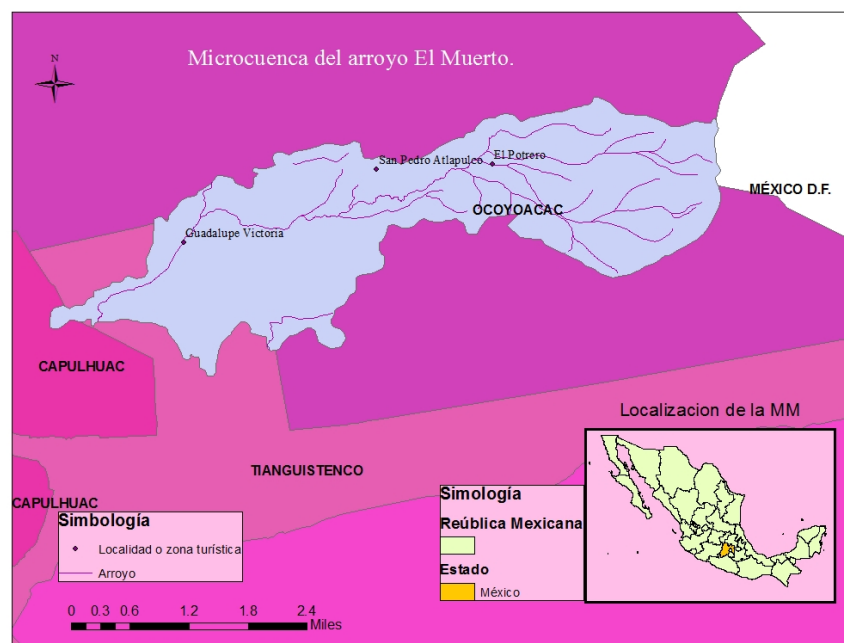 Microcuenca del arroyo El Muerto.
N
San Pedro Atlapulco
El Potrero
MÉXICO D.F.
OCOYOACAC
Guadalupe Victoria
CAPULHUAC
Localizacion de la MM
TIANGUISTENCO
CAPULHUAC
Simbología
Localidad o zona turística
Arroyo
0 0.3 0.6 1.2 1.8 2.4
Miles
Simología
Reública Mexicana
Estado
México